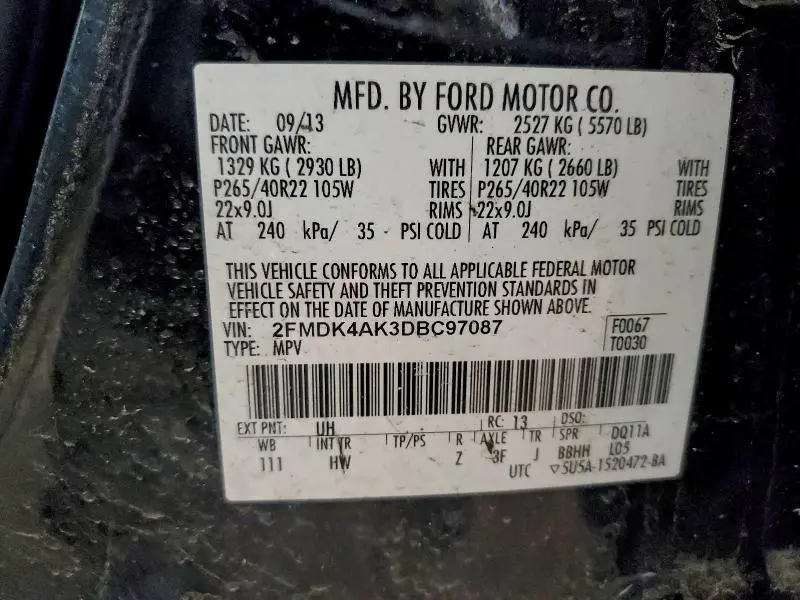 MFD. BY FORD MOTOR CO.
DATE: 09/13 GVWR: 2527 KG ( 5570 LB)
FRONT GAWR: REAR GAWR:
1329 KG ( 2930 LB) WITH 1207 KG ( 2660 LB) WITH
P265/40R22 105W TIRES P265/40R22 105W TIRES
22x9.0J RIMS 22x9.0J RIMS
AT 240 kPa/ 35 PSI COLD AT 240 kPa/ 35 PSI COLD
THIS VEHICLE CONFORMS TO ALL APPLICABLE FEDERAL MOTOR
VEHICLE SAFETY AND THEFT PREVENTION STANDARDS IN
EFFECT ON THE DATE OF MANUFACTURE SHOWN ABOVE.
VIN: 2FMDK4AK3DBC97087 F0067
TYPE: MPV T0030
EXT PNT: UH RC: 13 DSO:
WB INT TR TP/PS R AXLE TR SPR DQ11A
111 HW Z 3F J BBHH L05
UTC ▽5U5A-1520472-BA